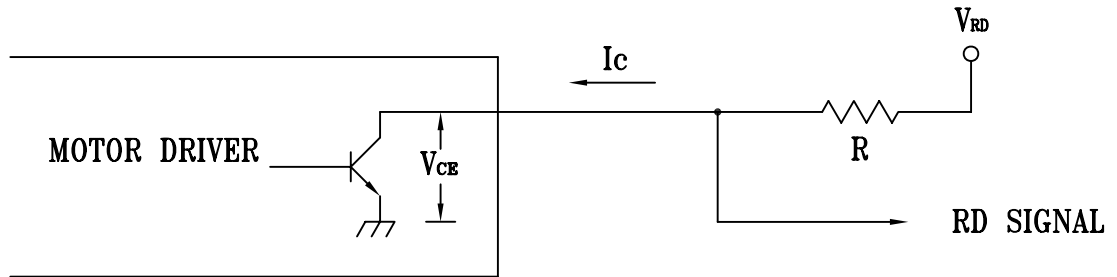 VRD
Ic
MOTOR DRIVER
VCE
R
RD SIGNAL